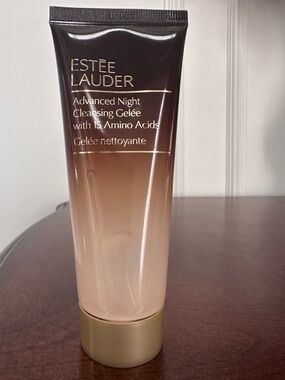 ESTĒE
LAUDER
Advanced Night
Cleansing Gelée
with 15 Amino Acids
Gelée nettoyante